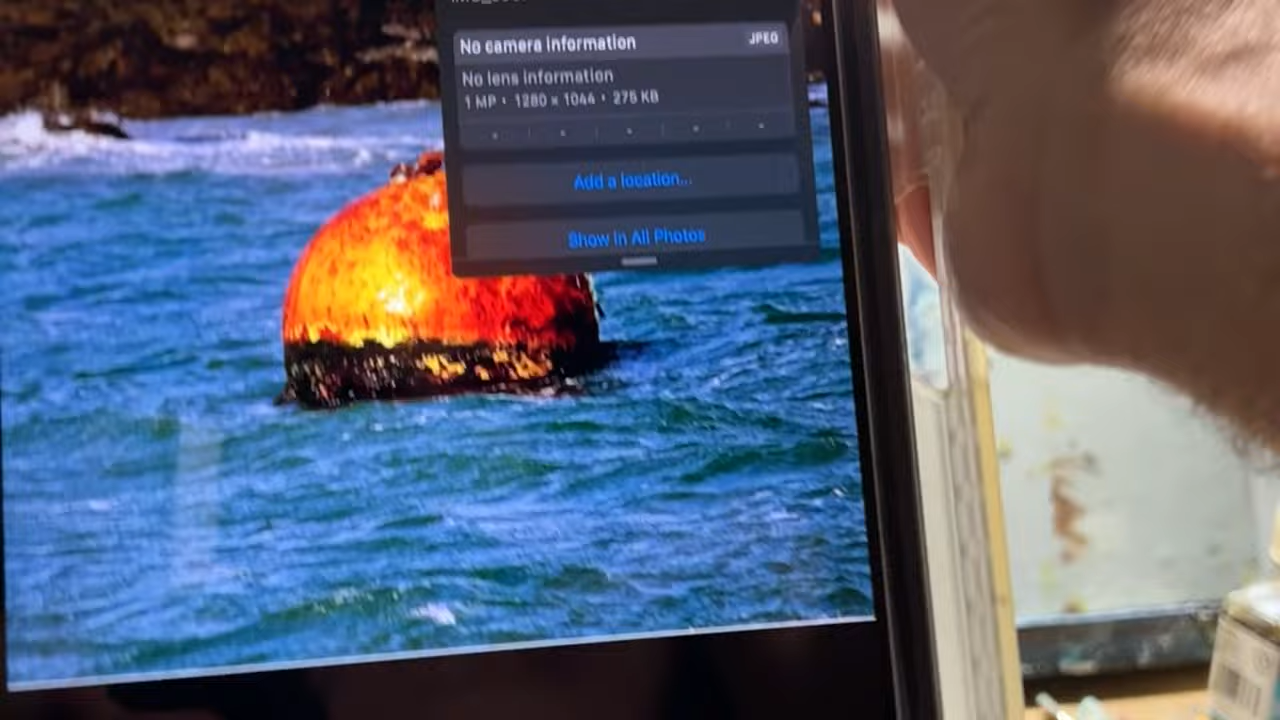 No camera information JPEG
No lens information
1 MP • 1280 × 1044 • 275 KB
Add a location...
Show in All Photos